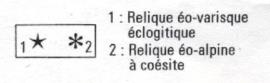 1 : Relique éo-varisque
éclogitique
1 2
2 : Relique éo-alpine
à coésite